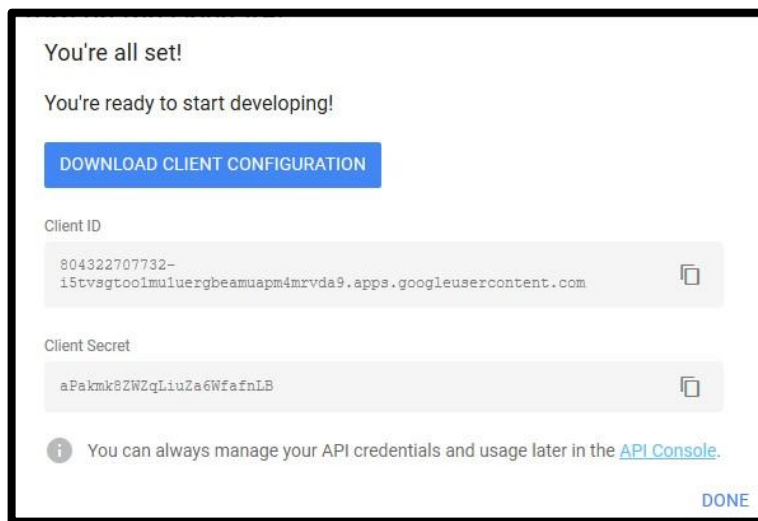 You're all set!
You're ready to start developing!
DOWNLOAD CLIENT CONFIGURATION
Client ID
804322707732-
i5tvsgtoo1mu1uergbeamuapm4mrvda9.apps.googleusercontent.com
Client Secret
aPakmk8ZWZqLiuZa6WfafnLB
You can always manage your API credentials and usage later in the API Console.
DONE